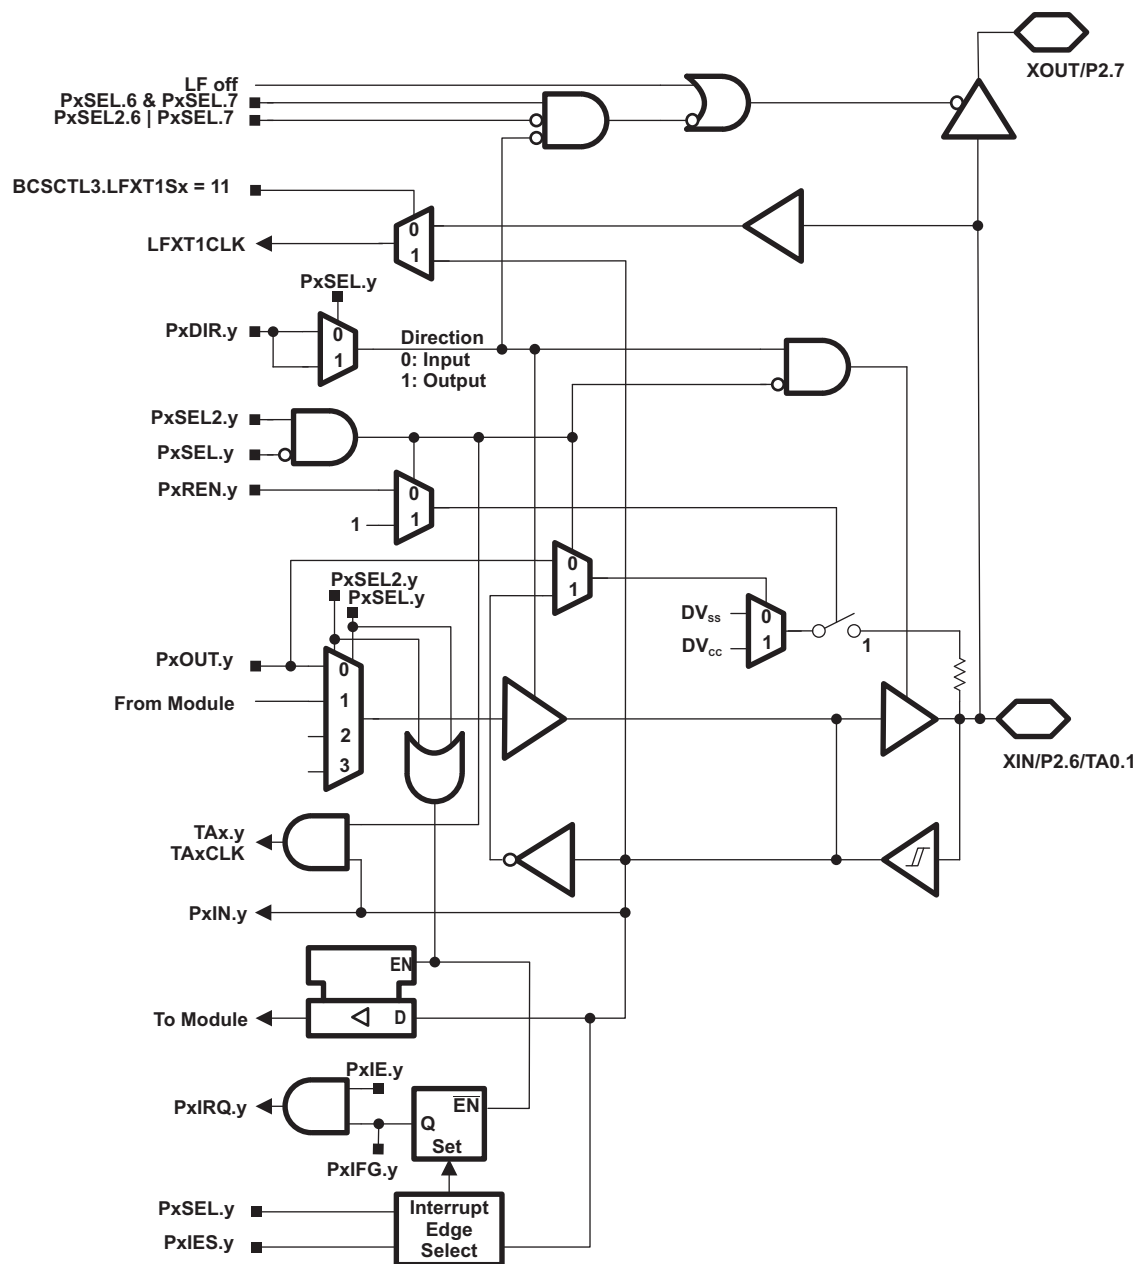 XOUT/P2.7
LF off
PxSEL.6 & PxSEL.7
PxSEL2.6 | PxSEL.7
BCSCTL3.LFXT1Sx = 11
0
LFXT1CLK
1
PxSEL.y
PxDIR.y
0
1
Direction
0: Input
1: Output
PxSEL2.y
PxSEL.y
PxREN.y
0
1
1
0
1
PxSEL2.y
PxSEL.y
DVSS
0
DVCC
1
1
PxOUT.y
0
From Module
1
2
3
XIN/P2.6/TA0.1
TAx.y
TAxCLK
PxIN.y
EN
To Module
D
PxIE.y
PxIRQ.y
EN
Q
Set
PxIFG.y
PxSEL.y
PxIES.y
Interrupt
Edge
Select